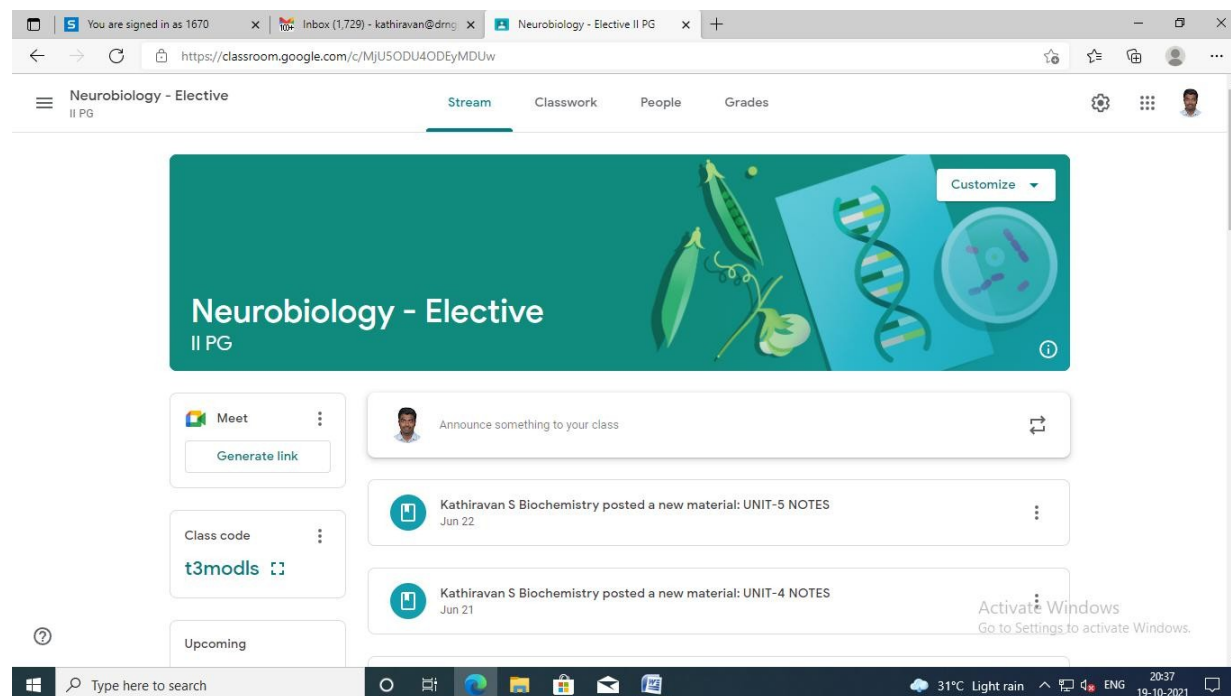 S You are signed in as 1670
Inbox (1,729) - kathiravan@drng
Neurobiology - Elective II PG
https://classroom.google.com/c/MjU5ODU4ODEyMDUw
Neurobiology - Elective
II PG
Stream Classwork People Grades
Customize
Neurobiology - Elective
II PG
Meet
Generate link
Announce something to your class
Kathiravan S Biochemistry posted a new material: UNIT-5 NOTES
Jun 22
Class code
t3modls
Kathiravan S Biochemistry posted a new material: UNIT-4 NOTES
Jun 21
Upcoming
Activate Windows
Go to Settings to activate Windows.
Type here to search
31°C Light rain
ENG
20:37
19-10-2021